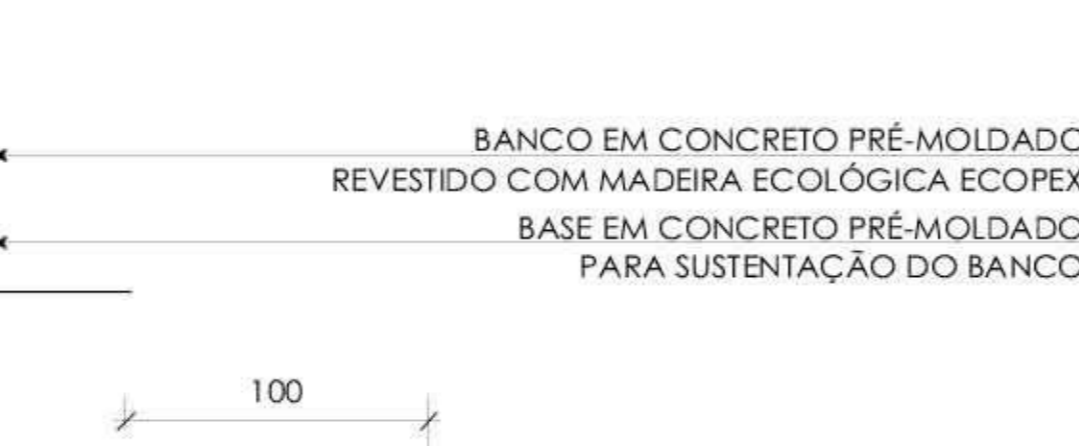 BANCO EM CONCRETO PRÉ-MOLDADO
REVESTIDO COM MADEIRA ECOLÓGICA ECOPEX
BASE EM CONCRETO PRÉ-MOLDADO
PARA SUSTENTAÇÃO DO BANCO
100